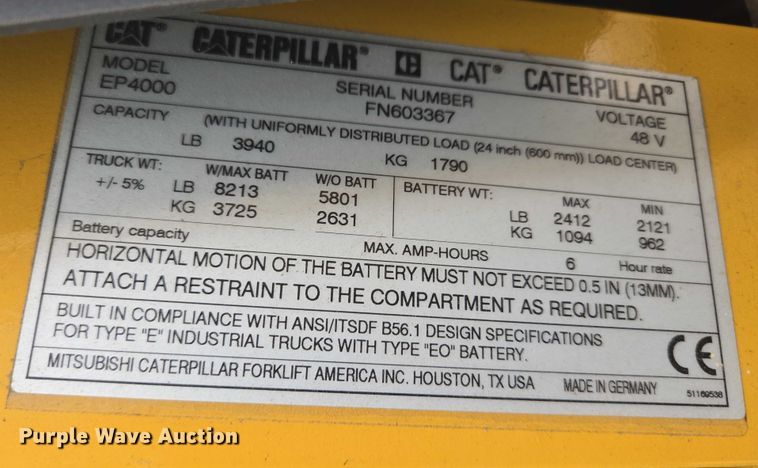 CAT® CATERPILLAR® CAT® CATERPILLAR®
MODEL SERIAL NUMBER VOLTAGE
EP4000 FN603367 48 V
CAPACITY (WITH UNIFORMLY DISTRIBUTED LOAD (24 inch (600 mm)) LOAD CENTER)
LB 3940 KG 1790
TRUCK WT: W/MAX BATT W/O BATT BATTERY WT: MAX MIN
+/- 5% LB 8213 5801 LB 2412 2121
KG 3725 2631 KG 1094 962
Battery capacity MAX. AMP-HOURS 6 Hour rate
HORIZONTAL MOTION OF THE BATTERY MUST NOT EXCEED 0.5 IN (13MM).
ATTACH A RESTRAINT TO THE COMPARTMENT AS REQUIRED.
BUILT IN COMPLIANCE WITH ANSI/ITSDF B56.1 DESIGN SPECIFICATIONS
FOR TYPE "E" INDUSTRIAL TRUCKS WITH TYPE "EO" BATTERY.
CE
MITSUBISHI CATERPILLAR FORKLIFT AMERICA INC. HOUSTON, TX USA MADE IN GERMANY 51169538
Purple Wave Auction